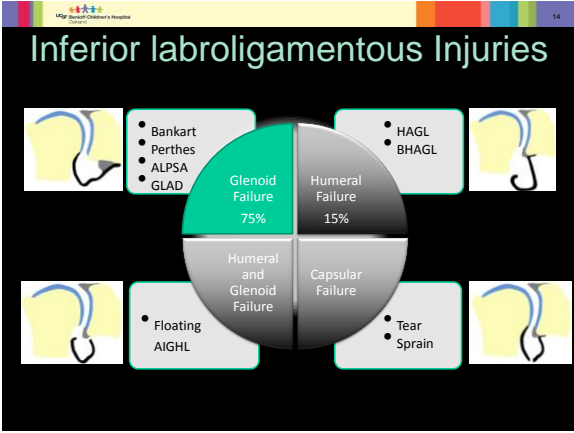 UCSF Benioff Children's Hospital
Oakland
14
Inferior labroligamentous Injuries
• Bankart
• Perthes
• ALPSA
• GLAD
• HAGL
• BHAGL
Glenoid
Failure
75%
Humeral
Failure
15%
Humeral
and
Glenoid
Failure
Capsular
Failure
• Floating
AIGHL
• Tear
• Sprain